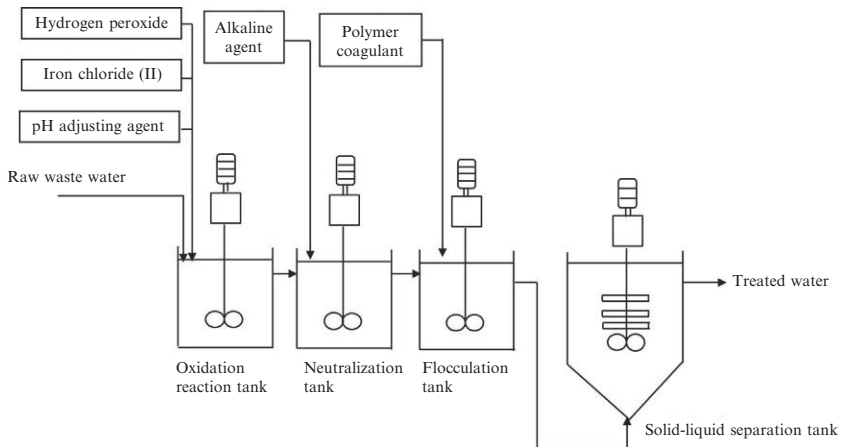 Hydrogen peroxide
Iron chloride (II)
pH adjusting agent
Alkaline
agent
Polymer
coagulant
Raw waste water
Treated water
Oxidation
reaction tank
Neutralization
tank
Flocculation
tank
Solid-liquid separation tank